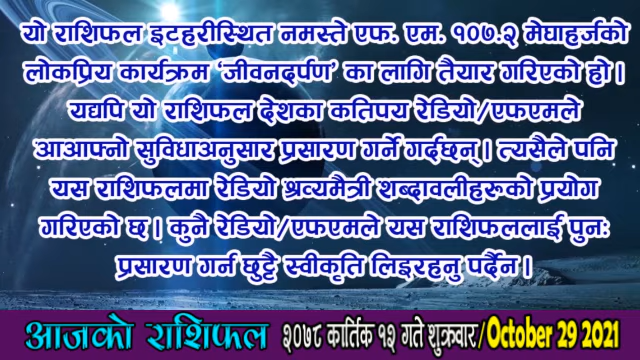 यो राशिफल इटहरीस्थित नमस्ते एफ. एम. १०७.२ मेघाहर्जको
लोकप्रिय कार्यक्रम ‘जीवनदर्पण’ का लागि तैयार गरिएको हो ।
यद्यपि यो राशिफल देशका कतिपय रेडियो/एफएमले
आआफ्नो सुविधाअनुसार प्रसारण गर्ने गर्दछन् । त्यसैले पनि
यस राशिफलमा रेडियो श्रव्यमैत्री शब्दावलीहरूको प्रयोग
गरिएको छ । कुनै रेडियो/एफएमले यस राशिफललाई पुनः
प्रसारण गर्न छुट्टै स्वीकृति लिइरहनु पर्दैन ।
आजको राशिफल २०७८ कार्तिक १२ गते शुक्रवार/October 29 2021